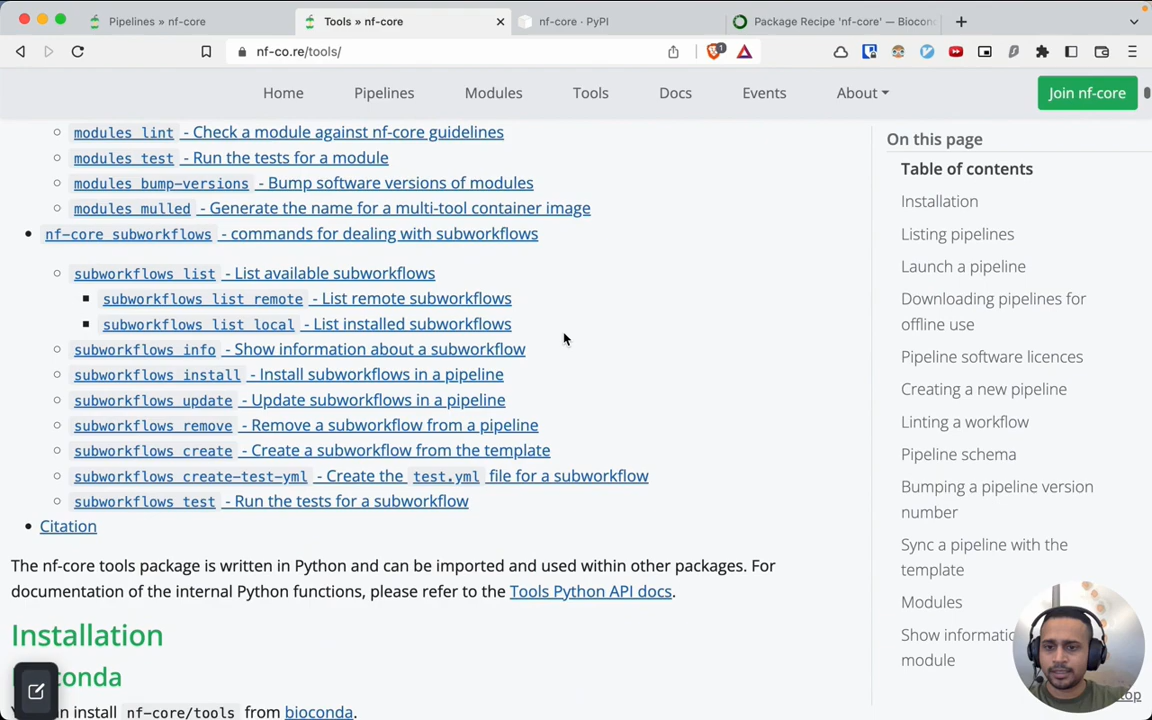 Pipelines » nf-core
Tools » nf-core
nf-core · PyPI
Package Recipe 'nf-core' — Biocond
nf-co.re/tools/
1
Home
Pipelines
Modules
Tools
Docs
Events
About
Join nf-core
modules lint - Check a module against nf-core guidelines
modules test - Run the tests for a module
modules bump-versions - Bump software versions of modules
modules mulled - Generate the name for a multi-tool container image
nf-core subworkflows - commands for dealing with subworkflows
subworkflows list - List available subworkflows
subworkflows list remote - List remote subworkflows
subworkflows list local - List installed subworkflows
subworkflows info - Show information about a subworkflow
subworkflows install - Install subworkflows in a pipeline
subworkflows update - Update subworkflows in a pipeline
subworkflows remove - Remove a subworkflow from a pipeline
subworkflows create - Create a subworkflow from the template
subworkflows create-test-yml - Create the test.yml file for a subworkflow
subworkflows test - Run the tests for a subworkflow
Citation
The nf-core tools package is written in Python and can be imported and used within other packages. For
documentation of the internal Python functions, please refer to the Tools Python API docs.
Installation
conda
n install nf-core/tools from bioconda.
On this page
Table of contents
Installation
Listing pipelines
Launch a pipeline
Downloading pipelines for
offline use
Pipeline software licences
Creating a new pipeline
Linting a workflow
Pipeline schema
Bumping a pipeline version
number
Sync a pipeline with the
template
Modules
Show informatio
module
top